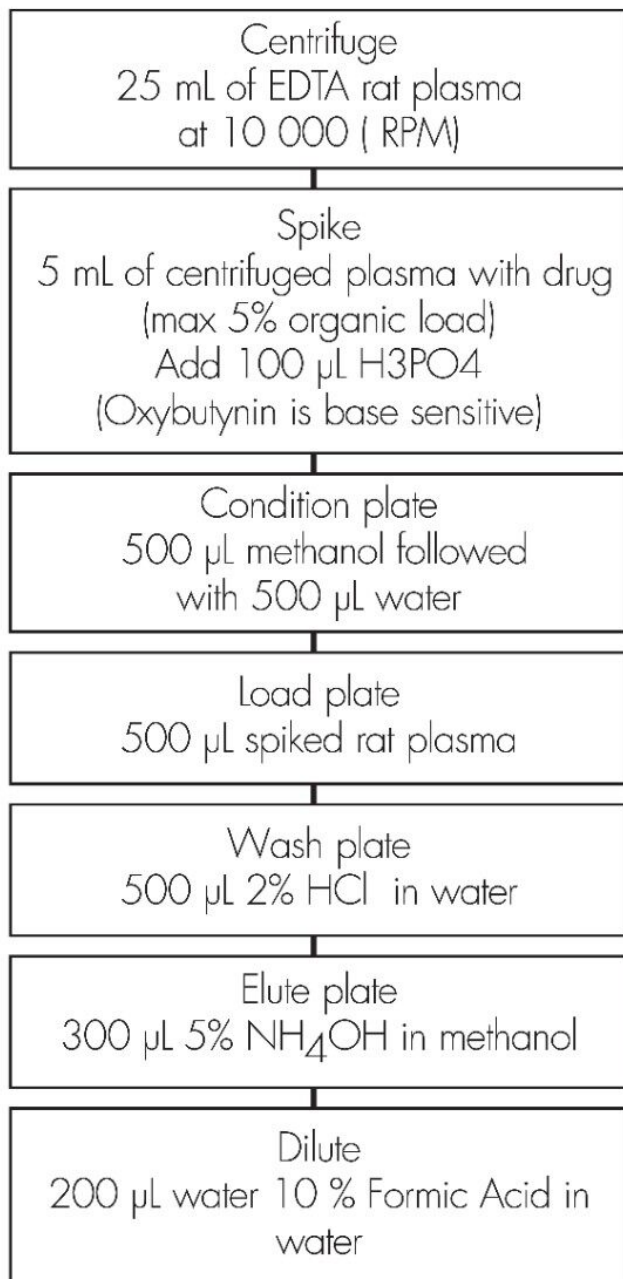 Centrifuge
25 mL of EDTA rat plasma
at 10 000 ( RPM)
Spike
5 mL of centrifuged plasma with drug
(max 5% organic load)
Add 100 µL H3PO4
(Oxybutynin is base sensitive)
Condition plate
500 µL methanol followed
with 500 µL water
Load plate
500 µL spiked rat plasma
Wash plate
500 µL 2% HCl in water
Elute plate
300 µL 5% NH₄OH in methanol
Dilute
200 µL water 10 % Formic Acid in
water